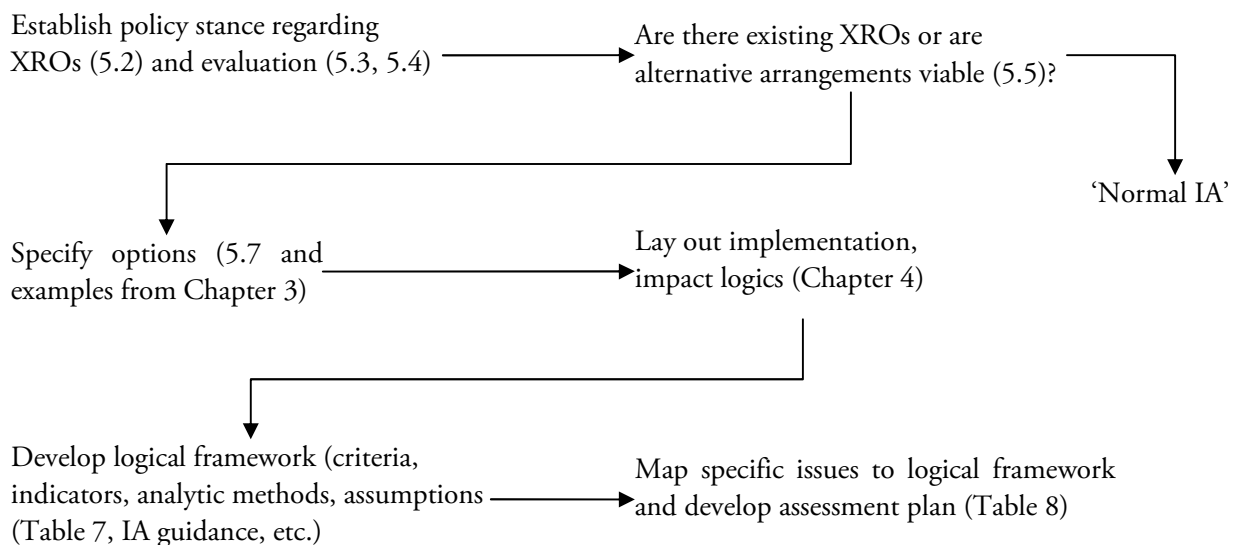 Establish policy stance regarding
XROs (5.2) and evaluation (5.3, 5.4)
Are there existing XROs or are
alternative arrangements viable (5.5)?
‘Normal IA’
Specify options (5.7 and
examples from Chapter 3)
Lay out implementation,
impact logics (Chapter 4)
Develop logical framework (criteria,
indicators, analytic methods, assumptions
(Table 7, IA guidance, etc.)
Map specific issues to logical framework
and develop assessment plan (Table 8)